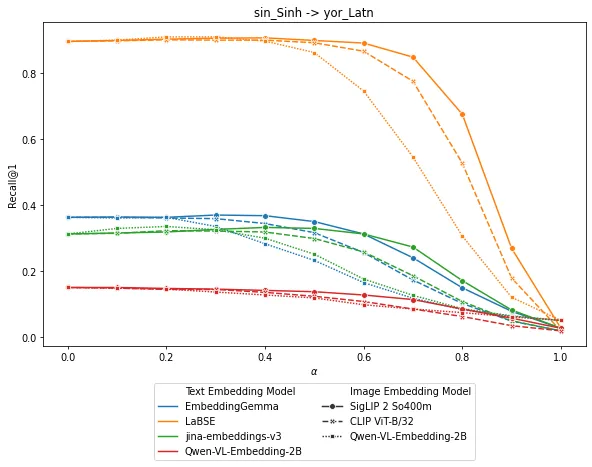 sin_Sinh -> yor_Latn
Recall@1
0.8
0.6
0.4
0.2
0.0
0.0 0.2 0.4 0.6 0.8 1.0
α
Text Embedding Model
EmbeddingGemma
LaBSE
jina-embeddings-v3
Qwen-VL-Embedding-2B
Image Embedding Model
SigLIP 2 So400m
CLIP ViT-B/32
Qwen-VL-Embedding-2B